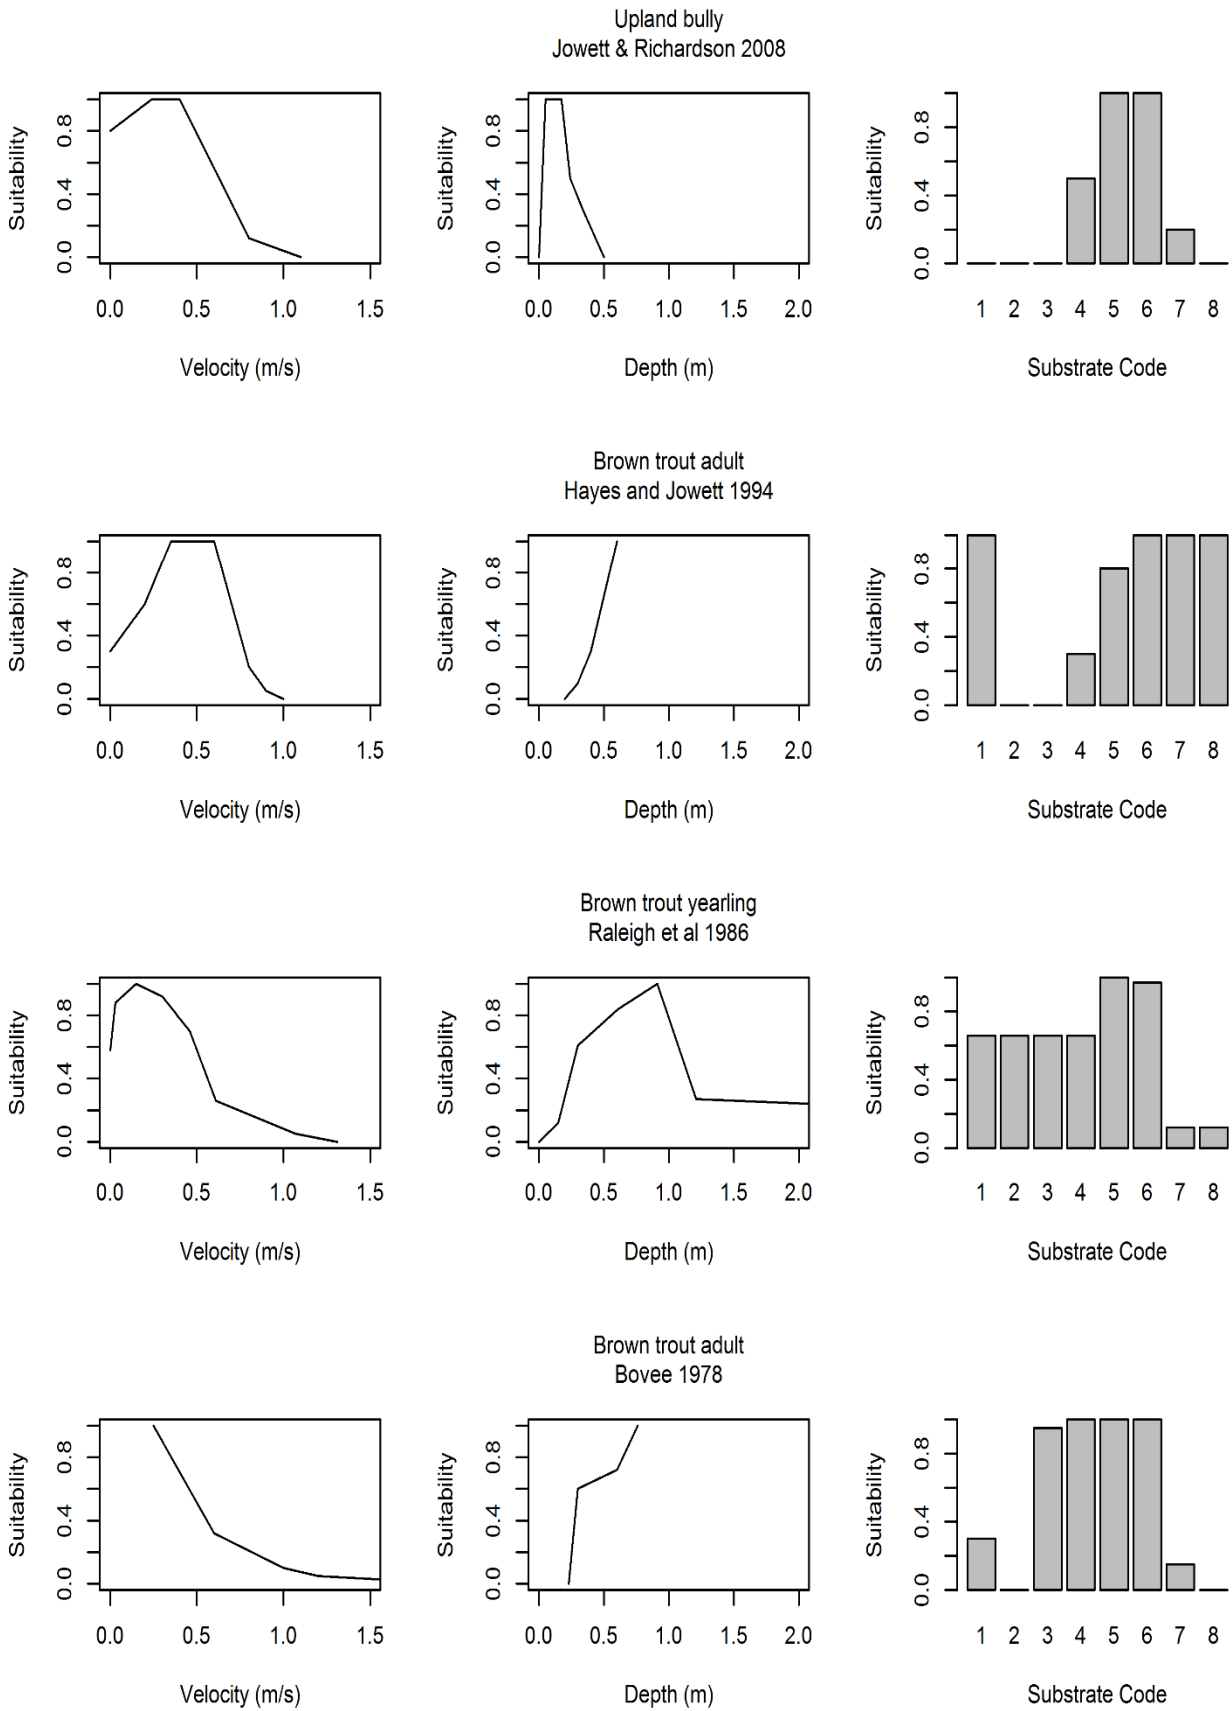 Upland bully
Jowett & Richardson 2008
Suitability
0.0 0.4 0.8
0.0 0.5 1.0 1.5
Velocity (m/s)
Suitability
0.0 0.4 0.8
0.0 0.5 1.0 1.5 2.0
Depth (m)
Suitability
0.0 0.4 0.8
1 2 3 4 5 6 7 8
Substrate Code
Brown trout adult
Hayes and Jowett 1994
Suitability
0.0 0.4 0.8
0.0 0.5 1.0 1.5
Velocity (m/s)
Suitability
0.0 0.4 0.8
0.0 0.5 1.0 1.5 2.0
Depth (m)
Suitability
0.0 0.4 0.8
1 2 3 4 5 6 7 8
Substrate Code
Brown trout yearling
Raleigh et al 1986
Suitability
0.0 0.4 0.8
0.0 0.5 1.0 1.5
Velocity (m/s)
Suitability
0.0 0.4 0.8
0.0 0.5 1.0 1.5 2.0
Depth (m)
Suitability
0.0 0.4 0.8
1 2 3 4 5 6 7 8
Substrate Code
Brown trout adult
Bovee 1978
Suitability
0.0 0.4 0.8
0.0 0.5 1.0 1.5
Velocity (m/s)
Suitability
0.0 0.4 0.8
0.0 0.5 1.0 1.5 2.0
Depth (m)
Suitability
0.0 0.4 0.8
1 2 3 4 5 6 7 8
Substrate Code